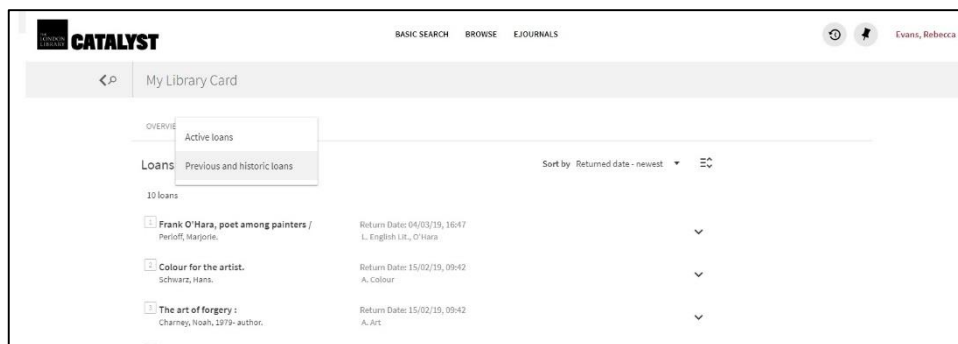 THE LONDON LIBRARY CATALYST BASIC SEARCH BROWSE EJOURNALS Evans, Rebecca
My Library Card
OVERVIE
Active loans
Loans Previous and historic loans Sort by Returned date - newest
10 loans
1 Frank O'Hara, poet among painters / Return Date: 04/03/19, 16:47
Perloff, Marjorie. L. English Lit., O'Hara
2 Colour for the artist. Return Date: 15/02/19, 09:42
Schwarz, Hans. A. Colour
3 The art of forgery : Return Date: 15/02/19, 09:42
Charney, Noah, 1979- author. A. Art